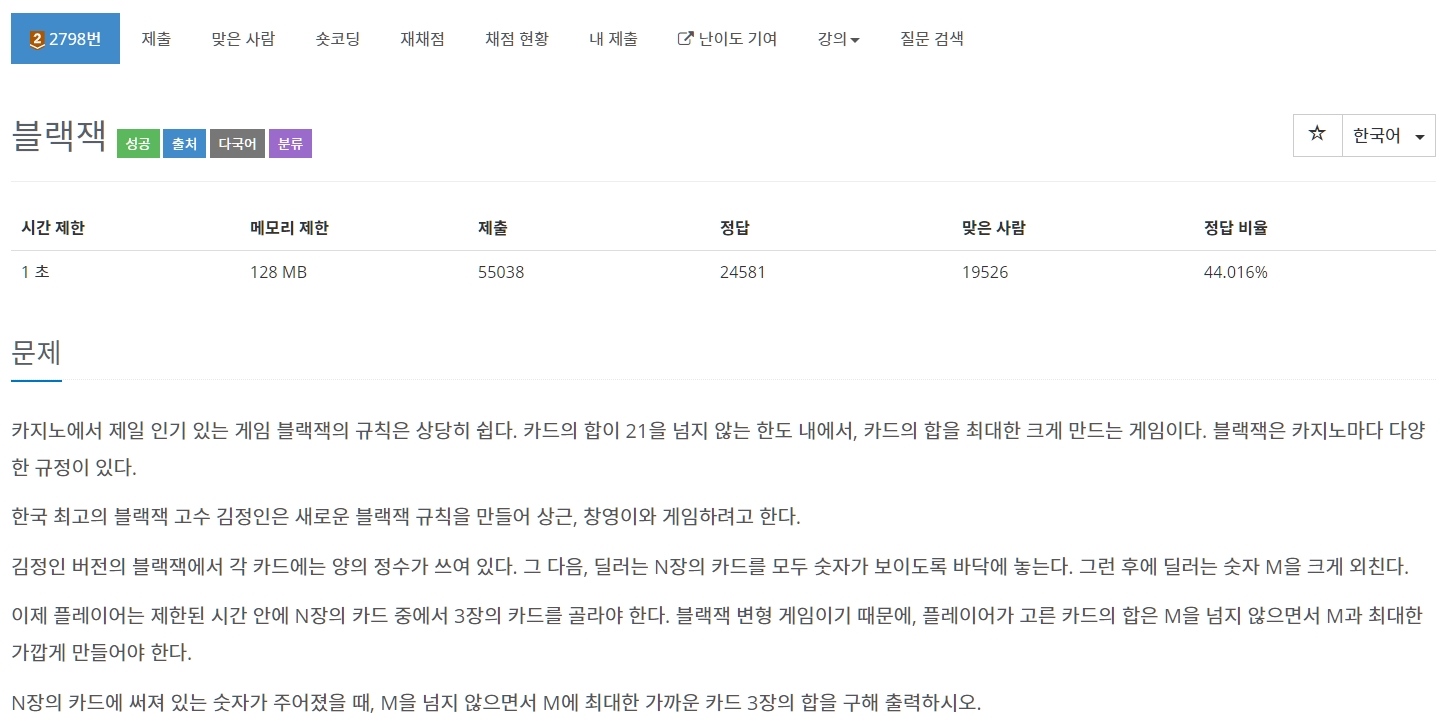 2 2798번 제출 맞은 사람 숏코딩 재채점 채점 현황 내 제출 난이도 기여 강의 질문 검색
블랙잭 성공 출처 다국어 분류 한국어
시간 제한 메모리 제한 제출 정답 맞은 사람 정답 비율
1 초 128 MB 55038 24581 19526 44.016%
문제
카지노에서 제일 인기 있는 게임 블랙잭의 규칙은 상당히 쉽다. 카드의 합이 21을 넘지 않는 한도 내에서, 카드의 합을 최대한 크게 만드는 게임이다. 블랙잭은 카지노마다 다양
한 규정이 있다.
한국 최고의 블랙잭 고수 김정인은 새로운 블랙잭 규칙을 만들어 상근, 창영이와 게임하려고 한다.
김정인 버전의 블랙잭에서 각 카드에는 양의 정수가 쓰여 있다. 그 다음, 딜러는 N장의 카드를 모두 숫자가 보이도록 바닥에 놓는다. 그런 후에 딜러는 숫자 M을 크게 외친다.
이제 플레이어는 제한된 시간 안에 N장의 카드 중에서 3장의 카드를 골라야 한다. 블랙잭 변형 게임이기 때문에, 플레이어가 고른 카드의 합은 M을 넘지 않으면서 M과 최대한
가깝게 만들어야 한다.
N장의 카드에 써져 있는 숫자가 주어졌을 때, M을 넘지 않으면서 M에 최대한 가까운 카드 3장의 합을 구해 출력하시오.